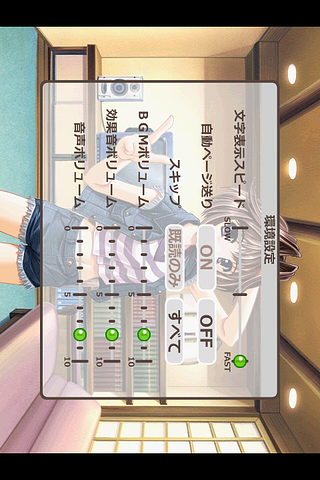 環境設定
文字表示スピード SLOW FAST
自動ページ送り ON OFF
スキップ 既読のみ すべて
BGMボリューム 0 5 10
効果音ボリューム 0 5 10
音声ボリューム 0 5 10